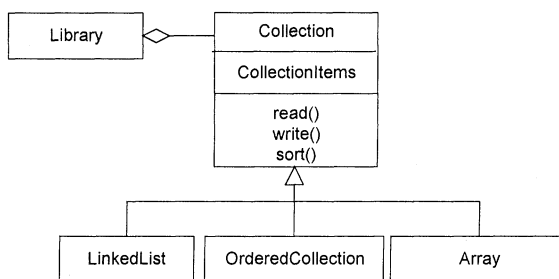 Library
Collection
CollectionItems
read()
write()
sort()
LinkedList
OrderedCollection
Array